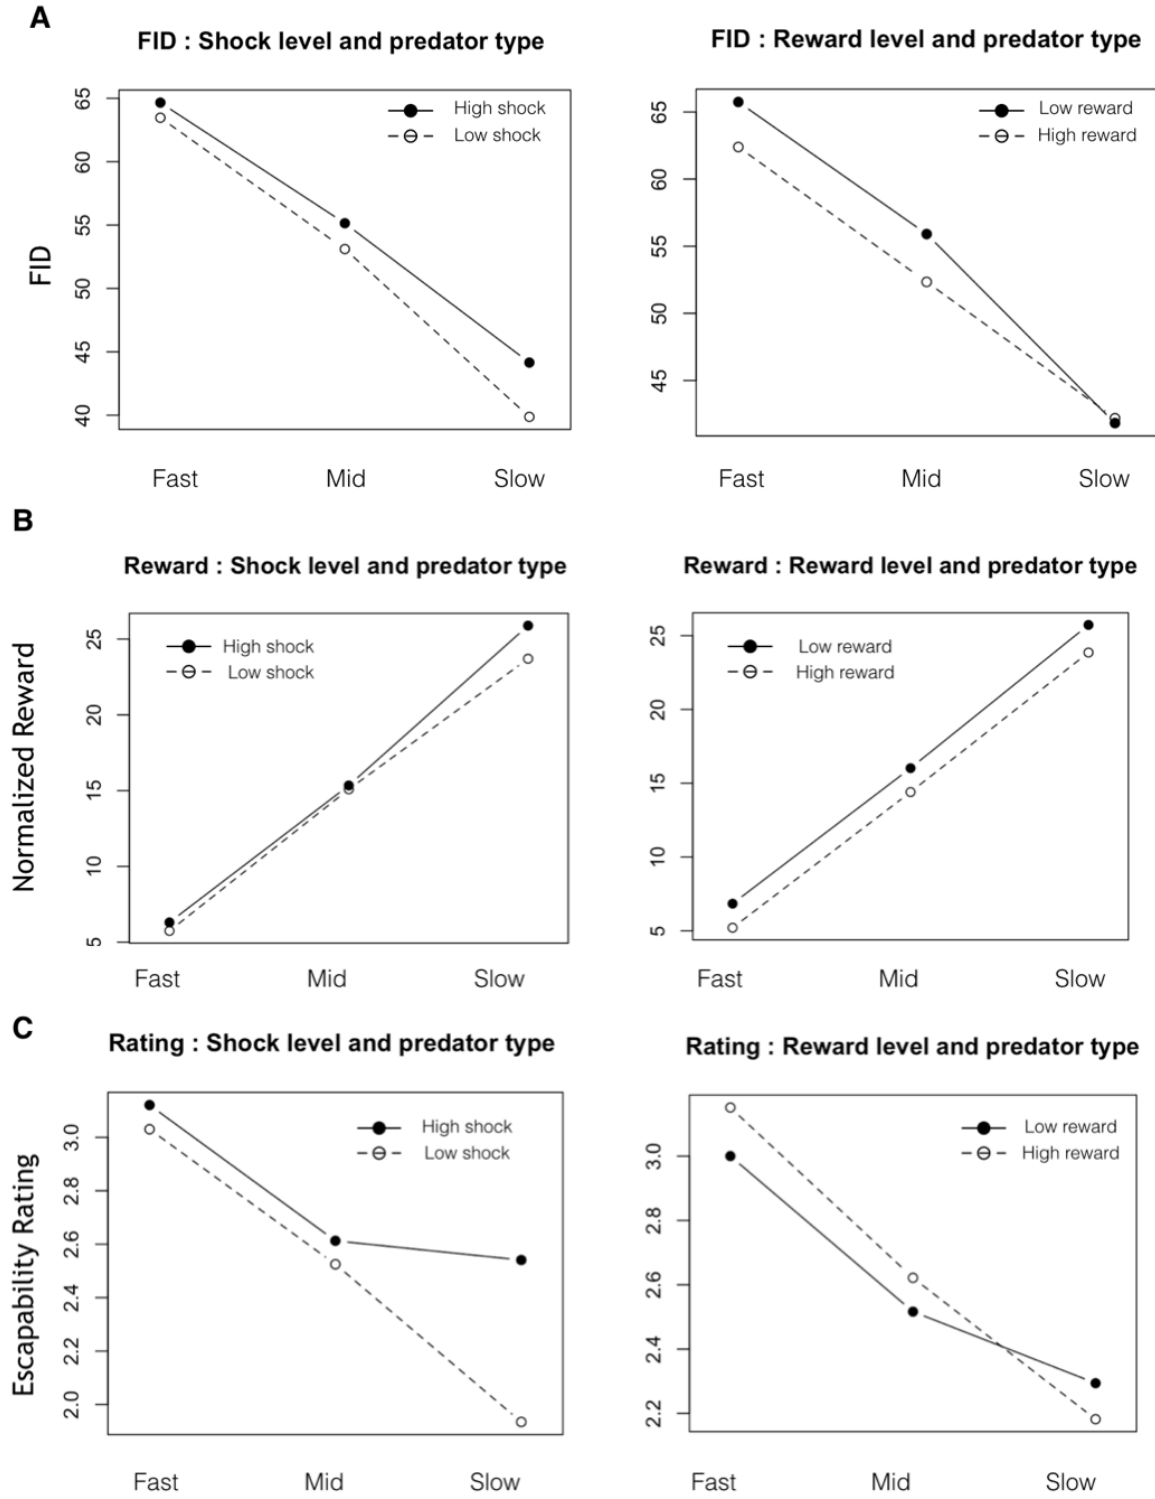 A
FID : Shock level and predator type
FID : Reward level and predator type
FID
65
60
55
50
45
40
High shock
Low shock
Fast Mid Slow
65
60
55
50
45
Low reward
High reward
Fast Mid Slow
B
Reward : Shock level and predator type
Reward : Reward level and predator type
Normalized Reward
25
20
15
10
5
High shock
Low shock
Fast Mid Slow
25
20
15
10
5
Low reward
High reward
Fast Mid Slow
C
Rating : Shock level and predator type
Rating : Reward level and predator type
Escapability Rating
3.0
2.8
2.6
2.4
2.2
2.0
High shock
Low shock
Fast Mid Slow
3.0
2.8
2.6
2.4
2.2
Low reward
High reward
Fast Mid Slow